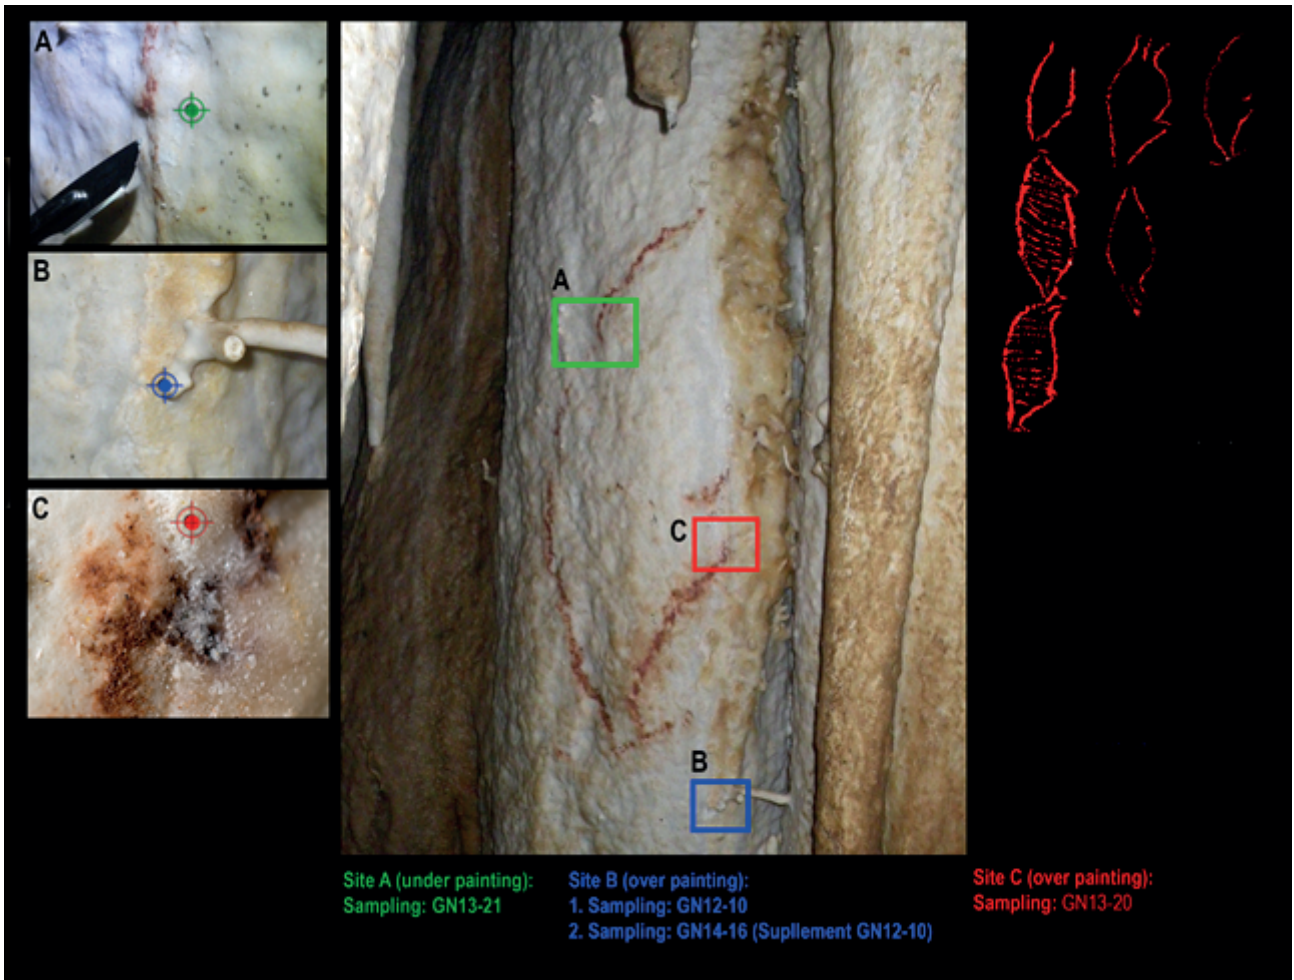 A
B
C
A
C
B
Site A (under painting):
Sampling: GN13-21
Site B (over painting):
1. Sampling: GN12-10
2. Sampling: GN14-16 (Supllement GN12-10)
Site C (over painting):
Sampling: GN13-20